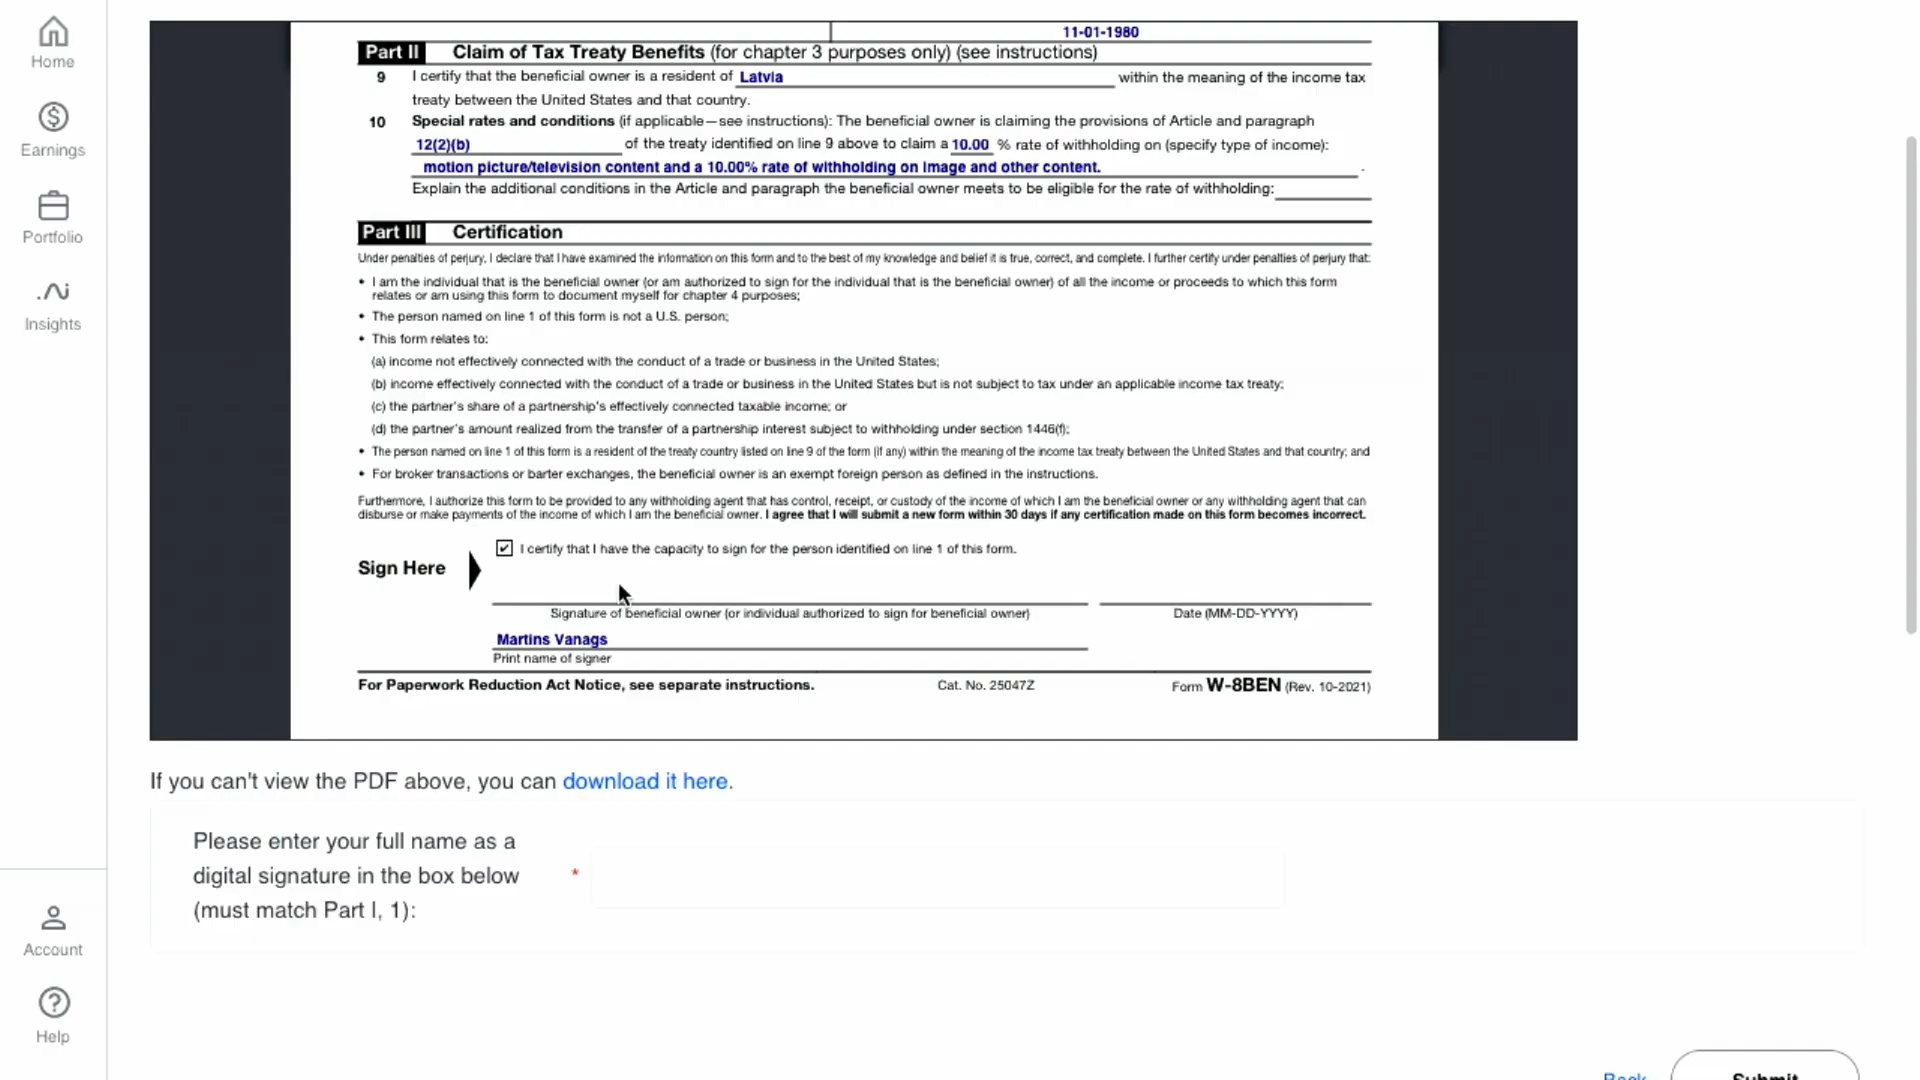 Home
Earnings
Portfolio
Insights
Account
Help
11-01-1980
Part II Claim of Tax Treaty Benefits (for chapter 3 purposes only) (see instructions)
9 I certify that the beneficial owner is a resident of Latvia within the meaning of the income tax
treaty between the United States and that country.
10 Special rates and conditions (if applicable—see instructions): The beneficial owner is claiming the provisions of Article and paragraph
12(2)(b) of the treaty identified on line 9 above to claim a 10.00 % rate of withholding on (specify type of income):
motion picture/television content and a 10.00% rate of withholding on image and other content. .
Explain the additional conditions in the Article and paragraph the beneficial owner meets to be eligible for the rate of withholding:
Part III Certification
Under penalties of perjury, I declare that I have examined the information on this form and to the best of my knowledge and belief it is true, correct, and complete. I further certify under penalties of perjury that:
• I am the individual that is the beneficial owner (or am authorized to sign for the individual that is the beneficial owner) of all the income or proceeds to which this form
relates or am using this form to document myself for chapter 4 purposes;
• The person named on line 1 of this form is not a U.S. person;
• This form relates to:
(a) income not effectively connected with the conduct of a trade or business in the United States;
(b) income effectively connected with the conduct of a trade or business in the United States but is not subject to tax under an applicable income tax treaty;
(c) the partner's share of a partnership's effectively connected taxable income; or
(d) the partner's amount realized from the transfer of a partnership interest subject to withholding under section 1446(f);
• The person named on line 1 of this form is a resident of the treaty country listed on line 9 of the form (if any) within the meaning of the income tax treaty between the United States and that country; and
• For broker transactions or barter exchanges, the beneficial owner is an exempt foreign person as defined in the instructions.
Furthermore, I authorize this form to be provided to any withholding agent that has control, receipt, or custody of the income of which I am the beneficial owner or any withholding agent that can
disburse or make payments of the income of which I am the beneficial owner. I agree that I will submit a new form within 30 days if any certification made on this form becomes incorrect.
I certify that I have the capacity to sign for the person identified on line 1 of this form.
Sign Here
Signature of beneficial owner (or individual authorized to sign for beneficial owner) Date (MM-DD-YYYY)
Martins Vanags
Print name of signer
For Paperwork Reduction Act Notice, see separate instructions. Cat. No. 25047Z Form W-8BEN (Rev. 10-2021)
If you can't view the PDF above, you can download it here.
Please enter your full name as a
digital signature in the box below *
(must match Part I, 1):
Back Submit